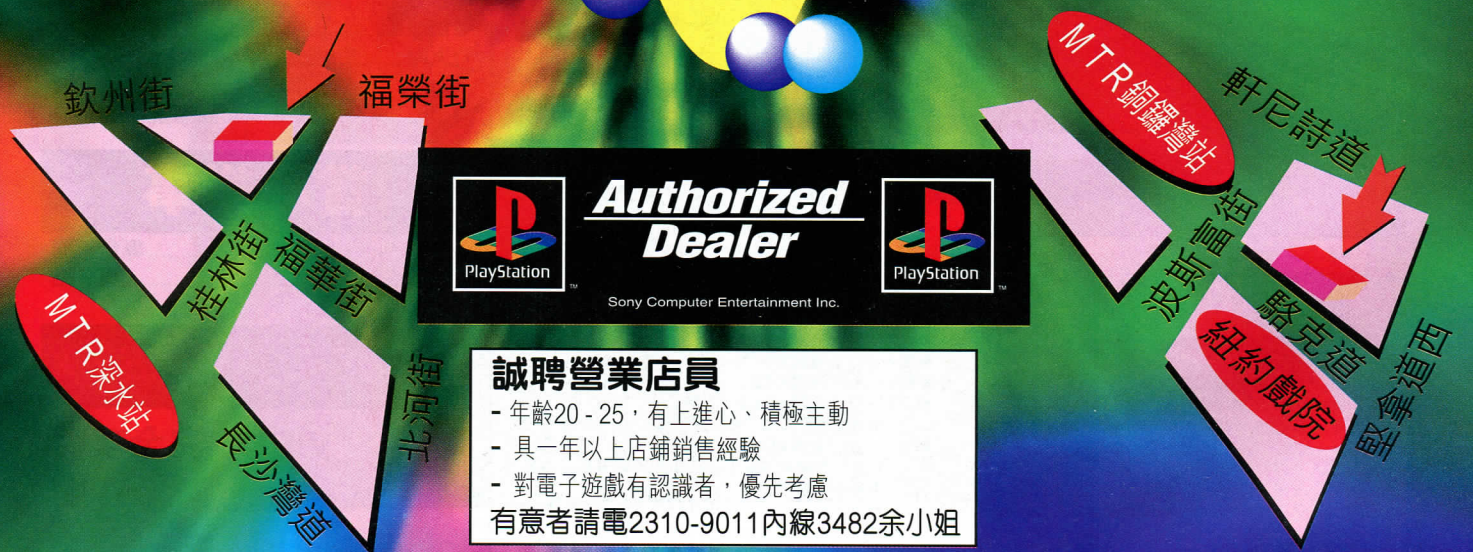 欽州街
福榮街
桂林街
福華街
MTR深水站
長沙灣道
北河街
PlayStation
TM
Authorized
Dealer
Sony Computer Entertainment Inc.
PlayStation
TM
誠聘營業店員
- 年齡20 - 25，有上進心、積極主動
- 具一年以上店鋪銷售經驗
- 對電子遊戲有認識者，優先考慮
有意者請電2310-9011內線3482余小姐
MTR銅鑼灣站
軒尼詩道
波斯富街
駱克道
紐約戲院
堅拿道西